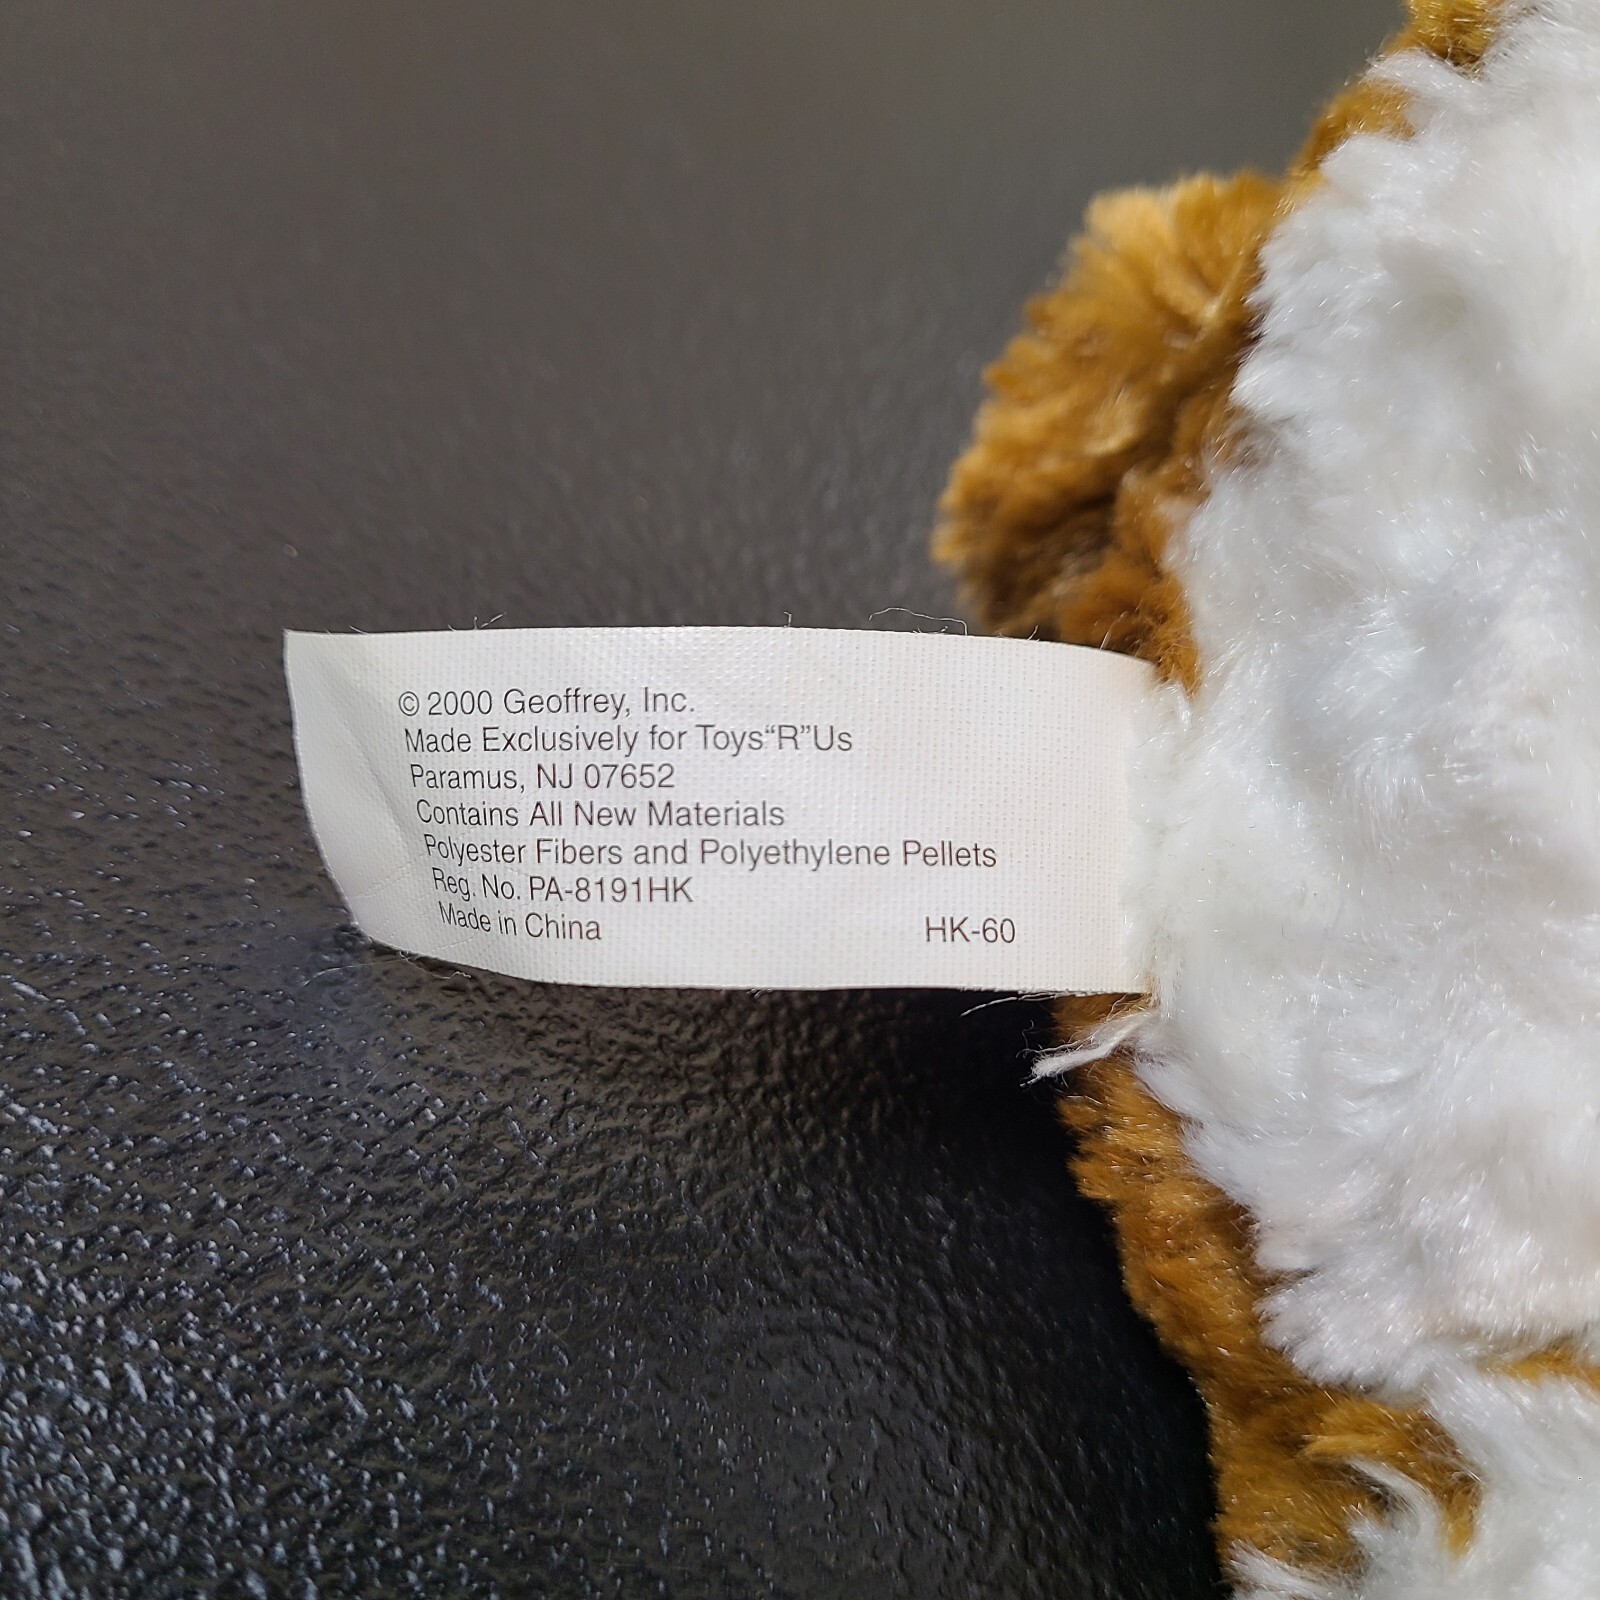 © 2000 Geoffrey, Inc.
Made Exclusively for Toys“R”Us
Paramus, NJ 07652
Contains All New Materials
Polyester Fibers and Polyethylene Pellets
Reg. No. PA-8191HK
Made in China HK-60